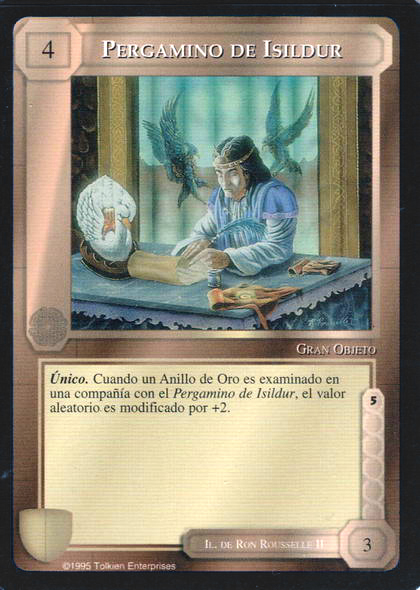 4
PERGAMINO DE ISILDUR
GRAN OBJETO
Único. Cuando un Anillo de Oro es examinado en
una compañía con el Pergamino de Isildur, el valor
aleatorio es modificado por +2.
5
IL. DE RON ROUSSELLE II
3
©1995 Tolkien Enterprises